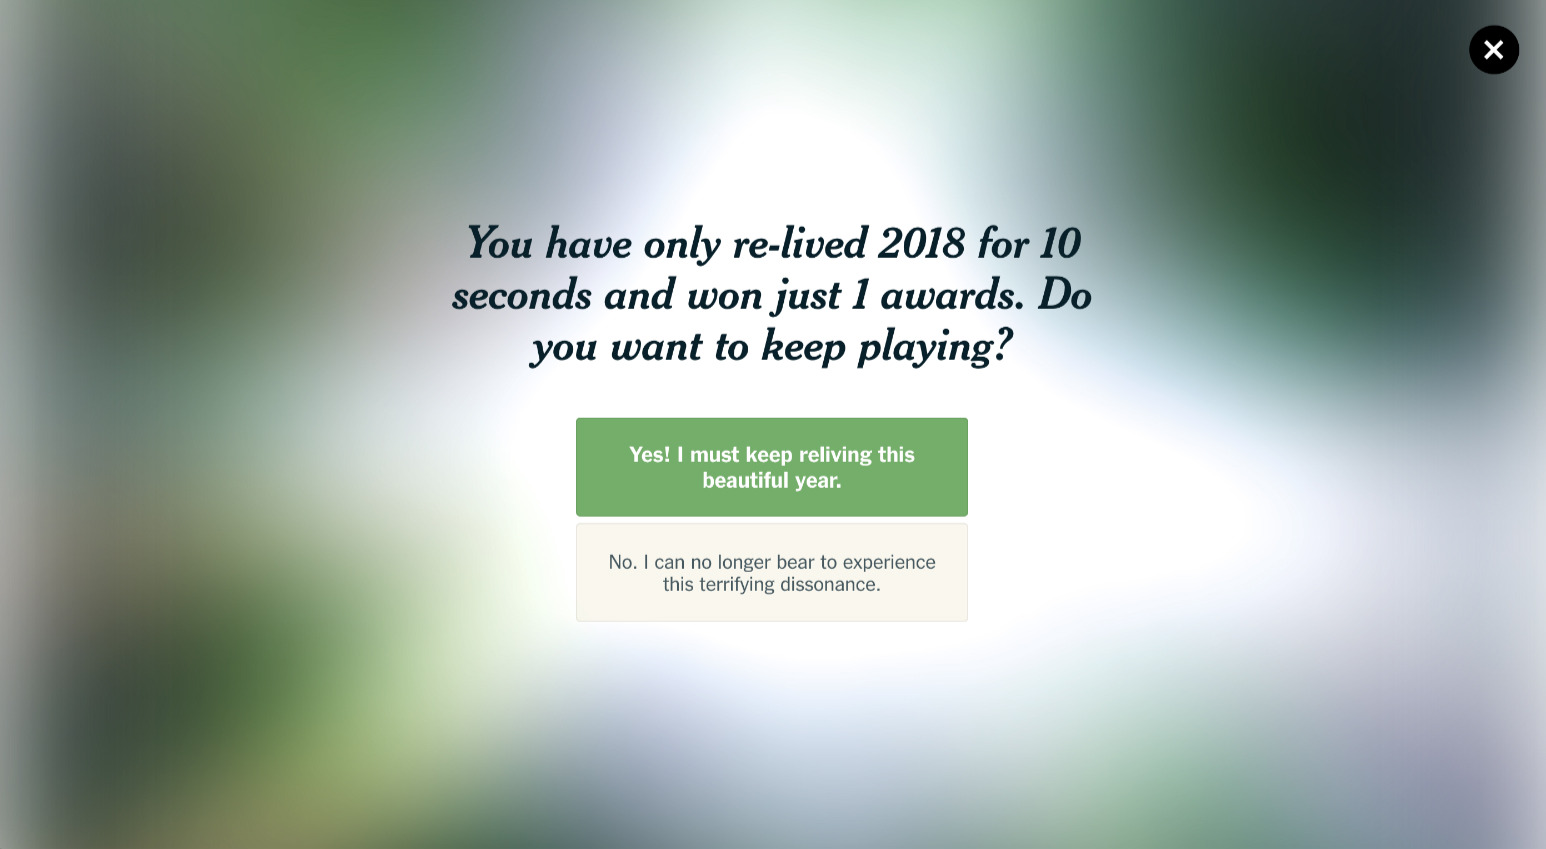 You have only re-lived 2018 for 10
seconds and won just 1 awards. Do
you want to keep playing?
Yes! I must keep reliving this
beautiful year.
No. I can no longer bear to experience
this terrifying dissonance.